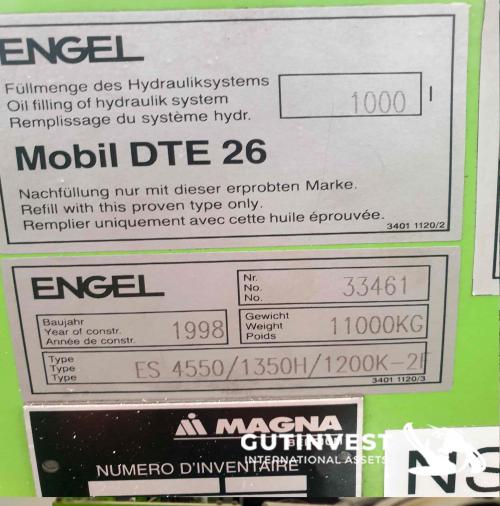 ENGEL
Füllmenge des Hydrauliksystems
Oil filling of hydraulik system
Remplissage du système hydr.
1000 l
Mobil DTE 26
Nachfüllung nur mit dieser erprobten Marke.
Refill with this proven type only.
Remplier uniquement avec cette huile éprouvée.
3401 1120/2
ENGEL
Nr.
No.
No.
33461
Baujahr
Year of constr.
Année de constr.
1998
Gewicht
Weight
Poids
11000KG
Type
Type
Type
ES 4550/1350H/1200K-2F
3401 1120/3
MAGNA
GUTINVEST
INTERNATIONAL ASSETS
NUMERO D'INVENTAIRE